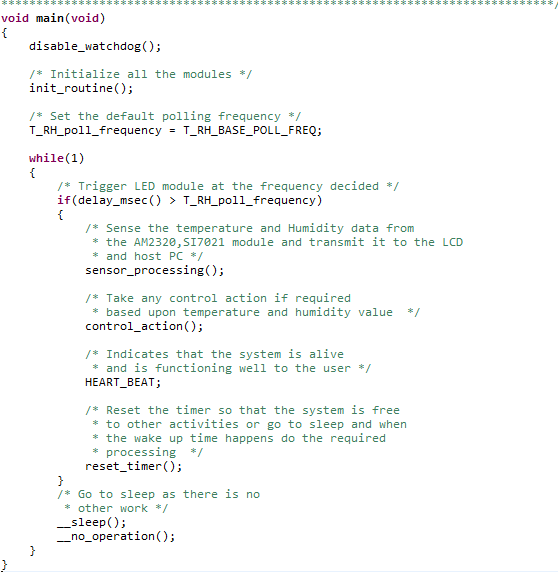 ******************************************************************************/
void main(void)
{
    disable_watchdog();

    /* Initialize all the modules */
    init_routine();

    /* Set the default polling frequency */
    T_RH_poll_frequency = T_RH_BASE_POLL_FREQ;

    while(1)
    {
        /* Trigger LED module at the frequency decided */
        if(delay_msec() > T_RH_poll_frequency)
        {
            /* Sense the temperature and Humidity data from
             * the AM2320,SI7021 module and transmit it to the LCD
             * and host PC */
            sensor_processing();

            /* Take any control action if required
             * based upon temperature and humidity value  */
            control_action();

            /* Indicates that the system is alive
             * and is functioning well to the user */
            HEART_BEAT;

            /* Reset the timer so that the system is free
             * to other activities or go to sleep and when
             * the wake up time happens do the required
             * processing  */
            reset_timer();
        }
        /* Go to sleep as there is no
         * other work */
        __sleep();
        __no_operation();
    }
}